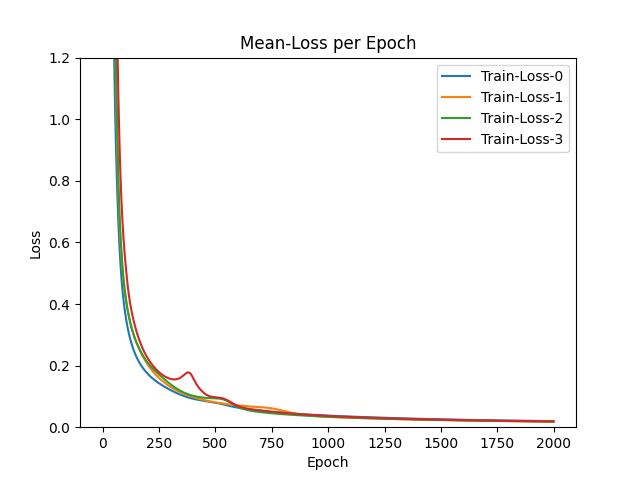 Mean-Loss per Epoch
Train-Loss-0
Train-Loss-1
Train-Loss-2
Train-Loss-3
Loss
1.2
1.0
0.8
0.6
0.4
0.2
0.0
0 250 500 750 1000 1250 1500 1750 2000
Epoch